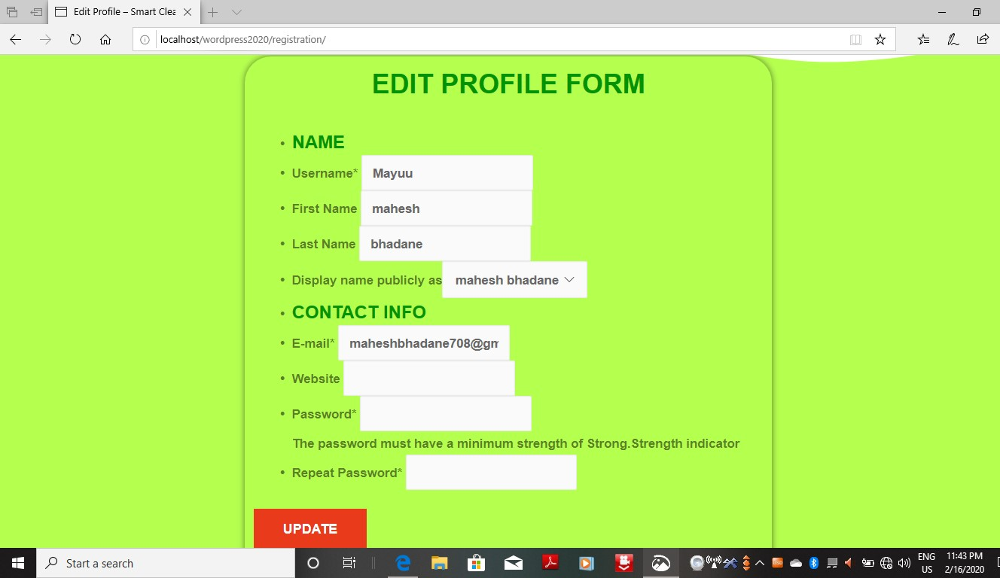 Edit Profile – Smart Clea
localhost/wordpress2020/registration/
EDIT PROFILE FORM
NAME
Username* Mayuu
First Name mahesh
Last Name bhadane
Display name publicly as mahesh bhadane
CONTACT INFO
E-mail* maheshbhadane708@gm
Website
Password*
The password must have a minimum strength of Strong.Strength indicator
Repeat Password*
UPDATE
Start a search
ENG 11:43 PM
US 2/16/2020